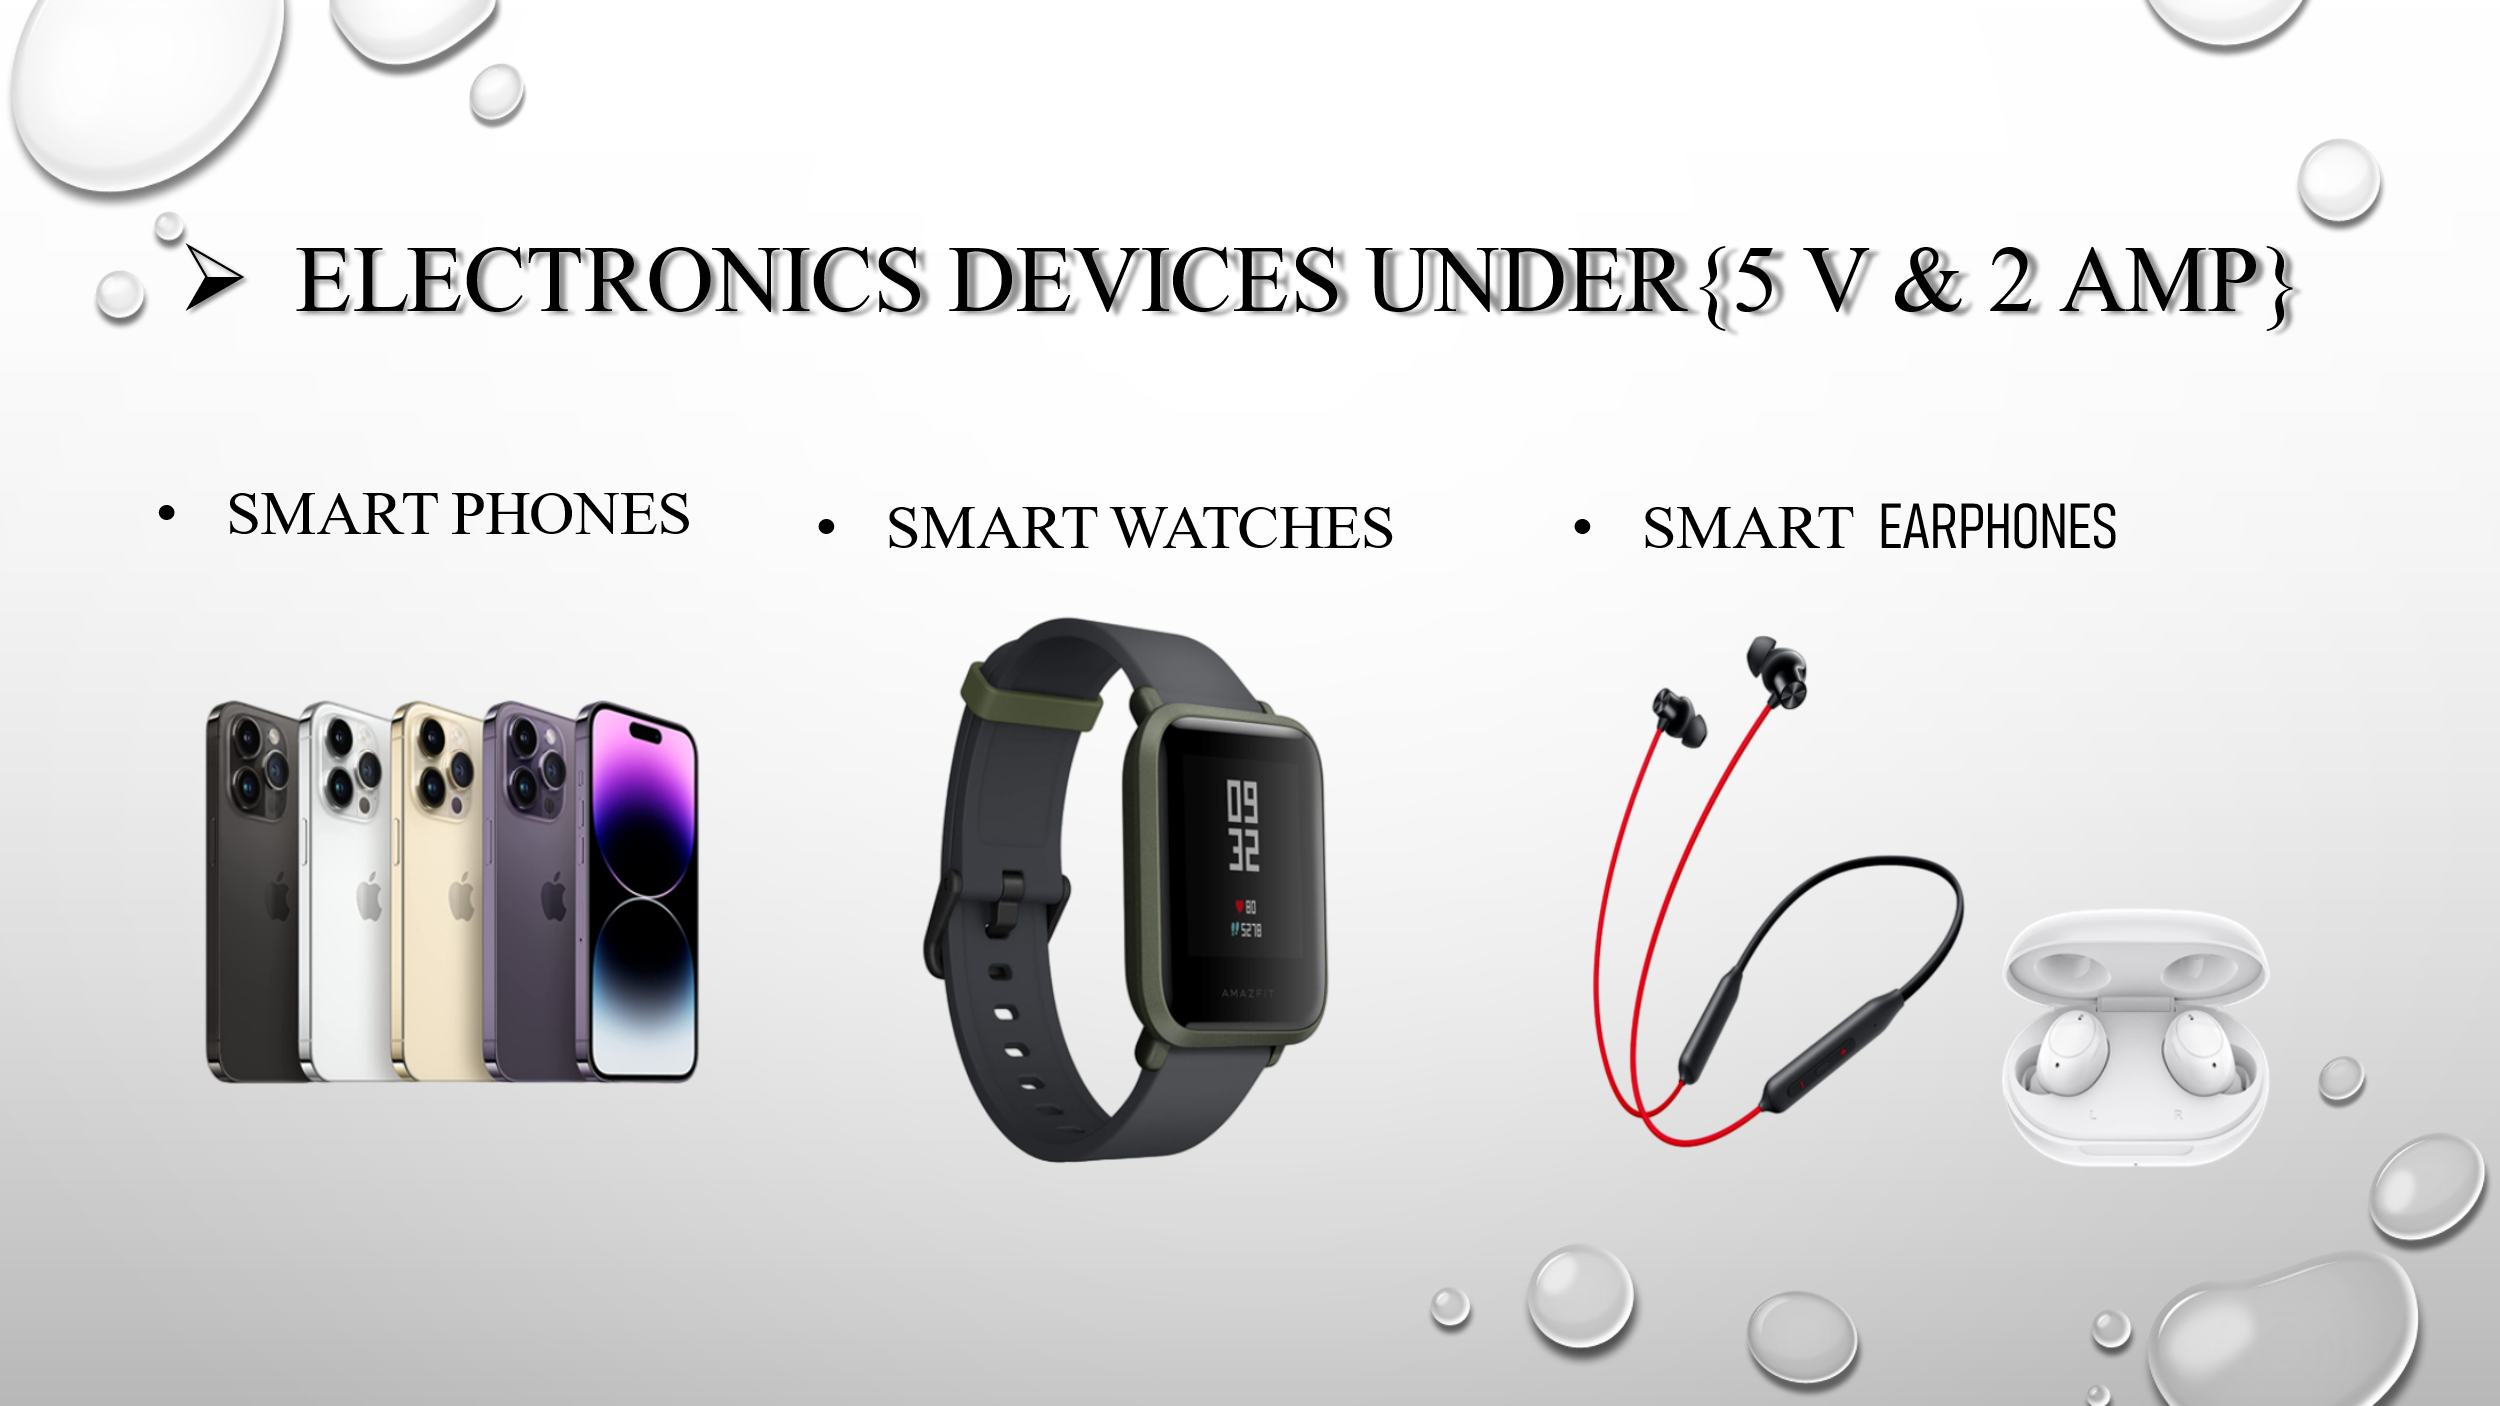 ➢ ELECTRONICS DEVICES UNDER{5 V & 2 AMP}
• SMART PHONES
• SMART WATCHES
• SMART EARPHONES
09
32
80
5278
AMAZFIT
L R